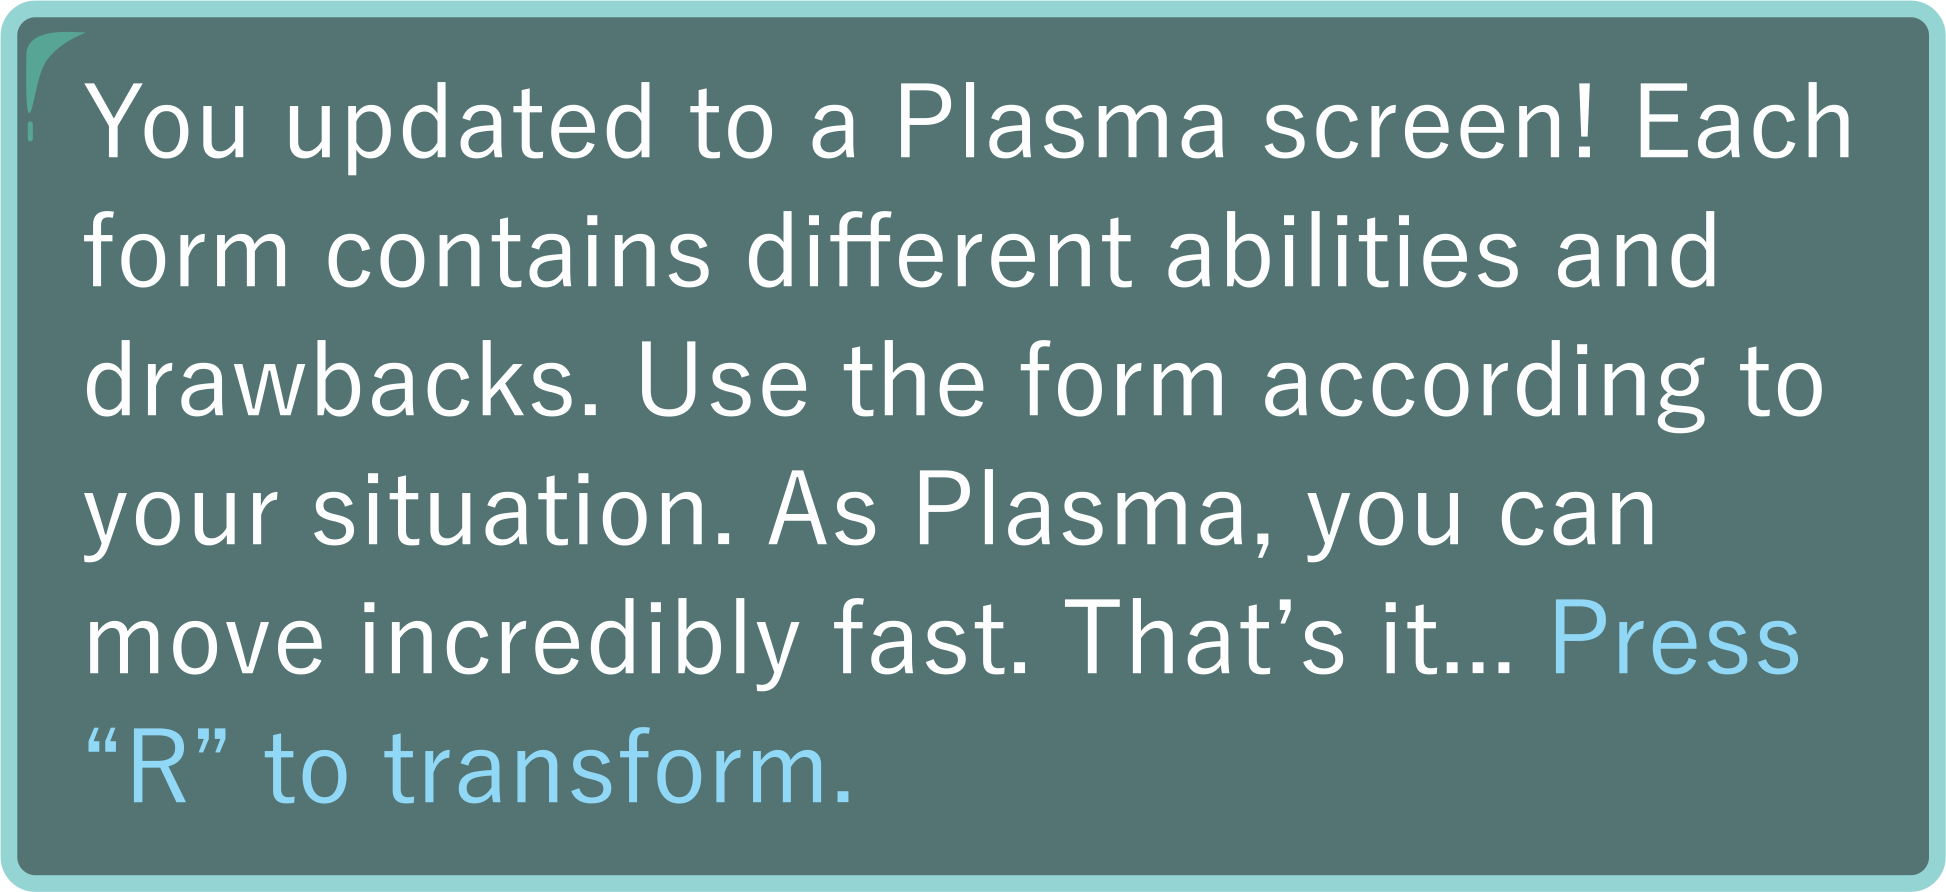 You updated to a Plasma screen! Each
form contains different abilities and
drawbacks. Use the form according to
your situation. As Plasma, you can
move incredibly fast. That’s it... Press
“R” to transform.